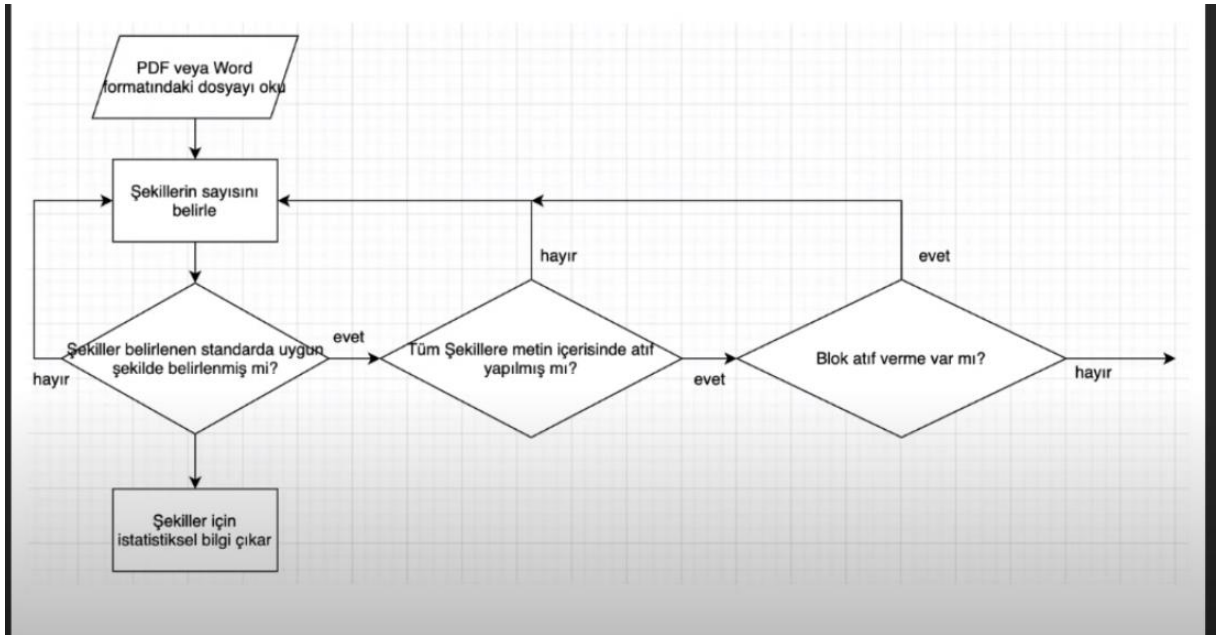 PDF veya Word
formatındaki dosyayı oku
Şekillerin sayısını
belirle
hayır
evet
Şekiller belirlenen standarda uygun
şekilde belirlenmiş mi?
hayır
evet
Tüm Şekillere metin içerisinde atıf
yapılmış mı?
evet
Blok atıf verme var mı?
hayır
Şekiller için
istatistiksel bilgi çıkar